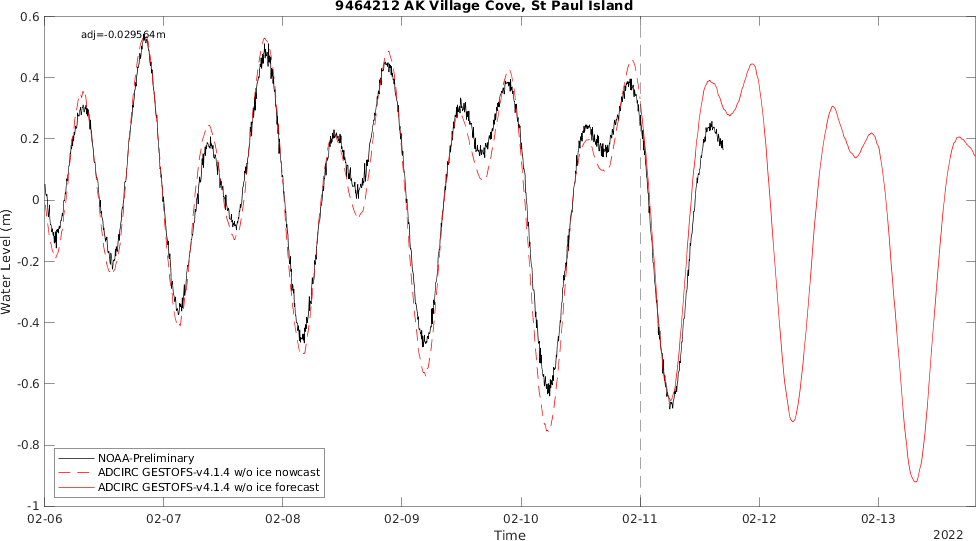 9464212 AK Village Cove, St Paul Island
adj=-0.029564m
0.6
0.4
0.2
0
-0.2
-0.4
-0.6
-0.8
-1
Water Level (m)
NOAA-Preliminary
ADCIRC GESTOFS-v4.1.4 w/o ice nowcast
ADCIRC GESTOFS-v4.1.4 w/o ice forecast
02-06 02-07 02-08 02-09 02-10 02-11 02-12 02-13
Time
2022